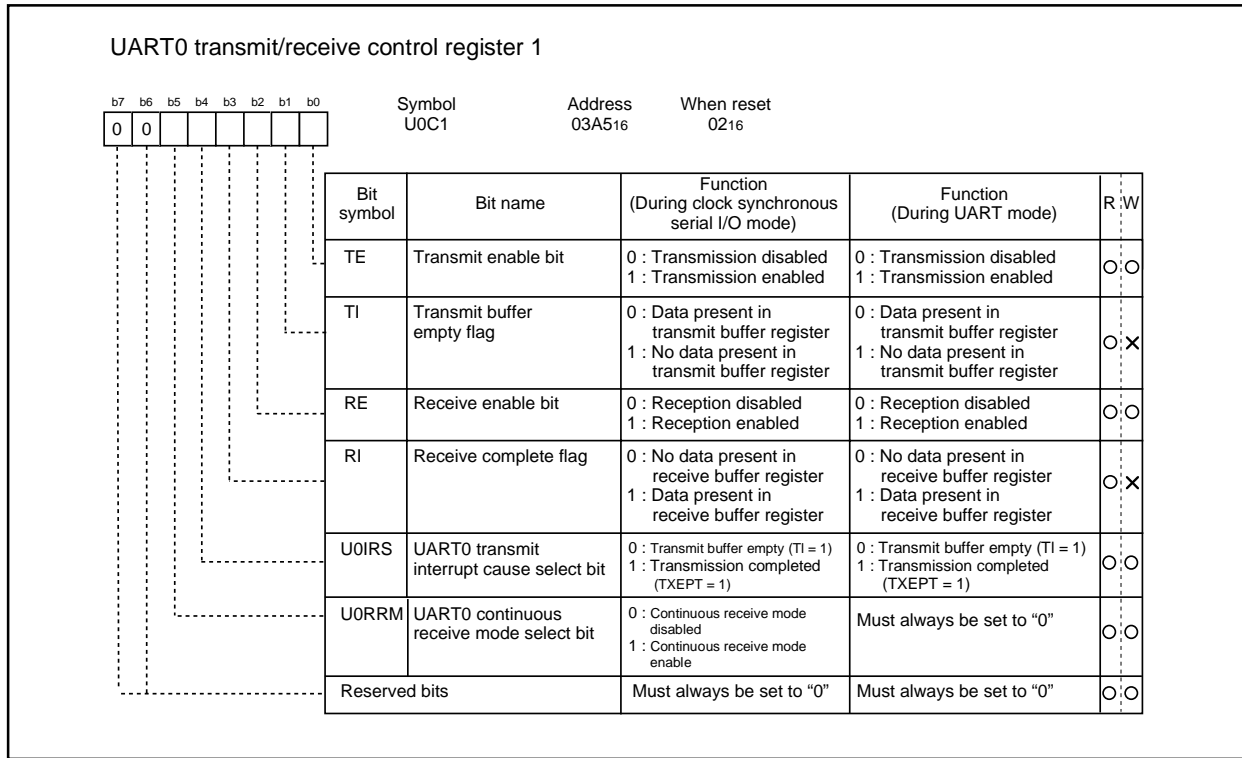 UART0 transmit/receive control register 1
b7 b6 b5 b4 b3 b2 b1 b0
Symbol Address When reset
U0C1 03A516 0216
0 0
Bit symbol
Bit name
Function
(During clock synchronous
serial I/O mode)
Function
(During UART mode)
R W
TE
Transmit enable bit
0 : Transmission disabled
1 : Transmission enabled
0 : Transmission disabled
1 : Transmission enabled
TI
Transmit buffer
empty flag
0 : Data present in
transmit buffer register
1 : No data present in
transmit buffer register
0 : Data present in
transmit buffer register
1 : No data present in
transmit buffer register
RE
Receive enable bit
0 : Reception disabled
1 : Reception enabled
0 : Reception disabled
1 : Reception enabled
RI
Receive complete flag
0 : No data present in
receive buffer register
1 : Data present in
receive buffer register
0 : No data present in
receive buffer register
1 : Data present in
receive buffer register
U0IRS
UART0 transmit
interrupt cause select bit
0 : Transmit buffer empty (TI = 1)
1 : Transmission completed
(TXEPT = 1)
0 : Transmit buffer empty (TI = 1)
1 : Transmission completed
(TXEPT = 1)
U0RRM
UART0 continuous
receive mode select bit
0 : Continuous receive mode
disabled
1 : Continuous receive mode
enable
Must always be set to “0”
Reserved bits
Must always be set to “0”
Must always be set to “0”